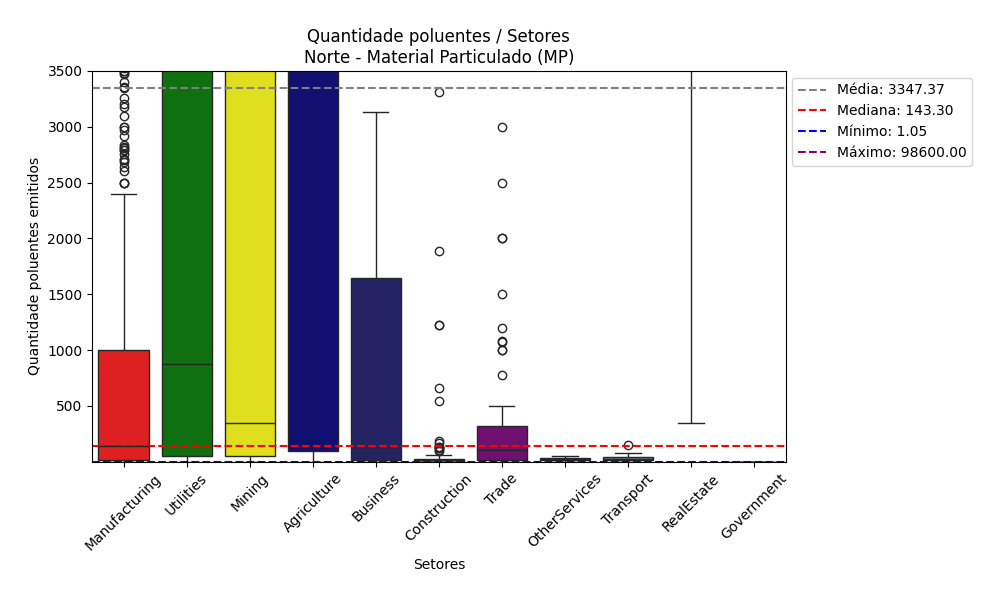 Quantidade poluentes / Setores
Norte - Material Particulado (MP)
Quantidade poluentes emitidos
3500
3000
2500
2000
1500
1000
500
Manufacturing
Utilities
Mining
Agriculture
Business
Construction
Trade
OtherServices
Transport
RealEstate
Government
Setores
Média: 3347.37
Mediana: 143.30
Mínimo: 1.05
Máximo: 98600.00